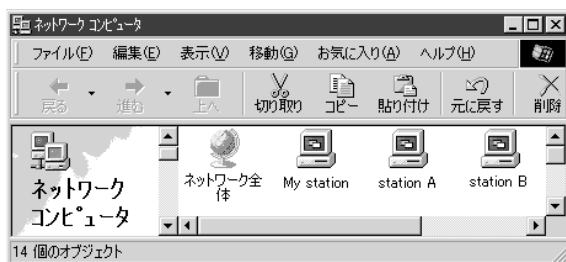 ネットワーク コンピュータ
ファイル(F) 編集(E) 表示(V) 移動(G) お気に入り(A) ヘルプ(H)
戻る 進む 上へ 切り取り コピー 貼り付け 元に戻す 削除
ネットワーク
コンピュータ
ネットワーク全
体
My station
station A
station B
14 個のオブジェクト